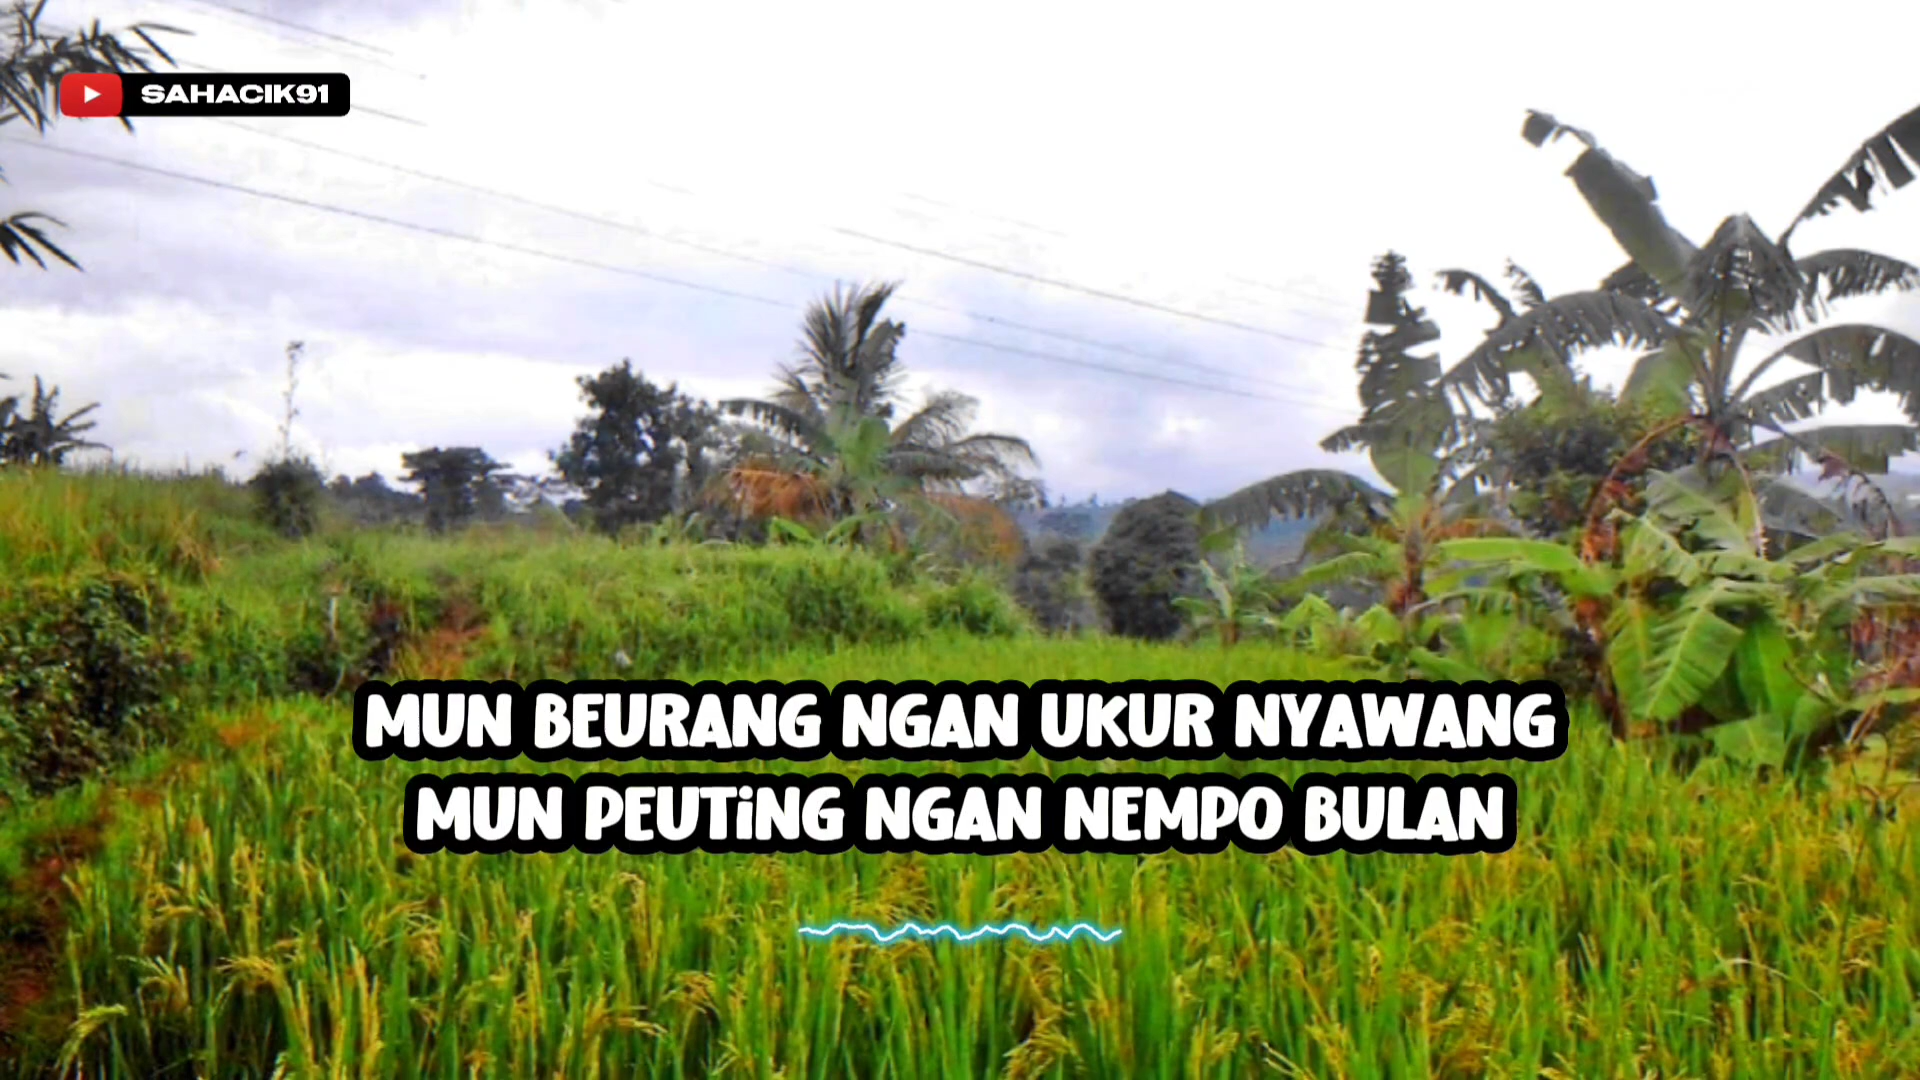 SAHACIK91
MUN BEURANG NGAN UKUR NYAWANG
MUN PEUTiNG NGAN NEMPO BULAN